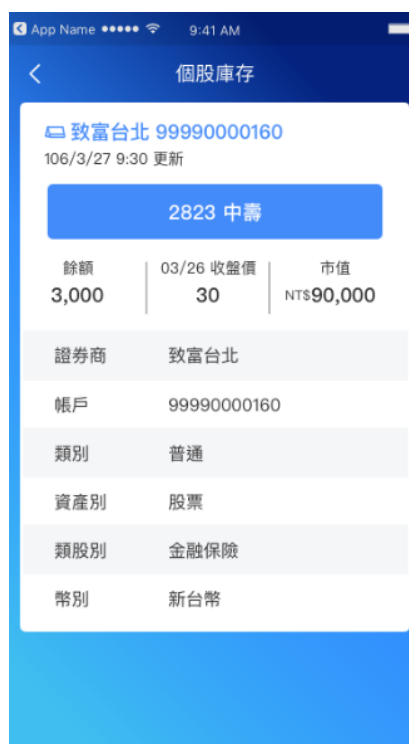 App Name 9:41 AM
個股庫存
致富台北 99990000160
106/3/27 9:30 更新
2823 中壽
餘額 03/26 收盤價 市值
3,000 30 NT$90,000
證券商 致富台北
帳戶 99990000160
類別 普通
資產別 股票
類股別 金融保險
幣別 新台幣